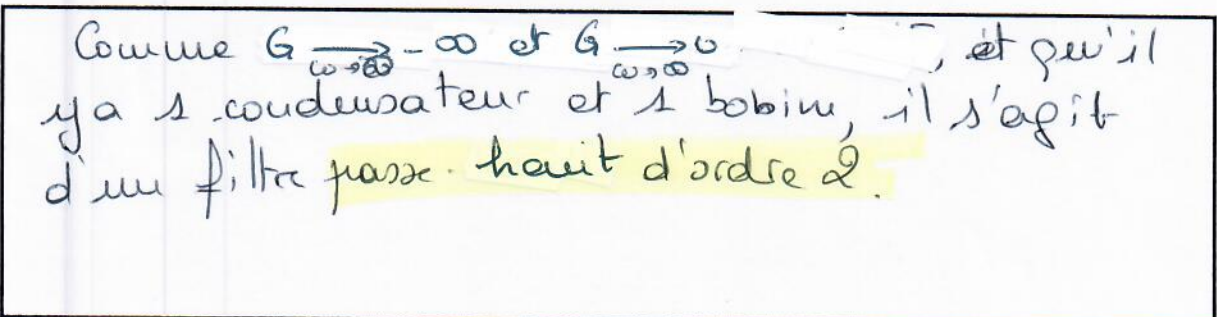 Comme G →_{ω→∞} - ∞ et G →_{ω→∞} 0 , et qu'il
y a 1 condensateur et 1 bobine, il s'agit
d'un filtre passe-haut d'ordre 2.